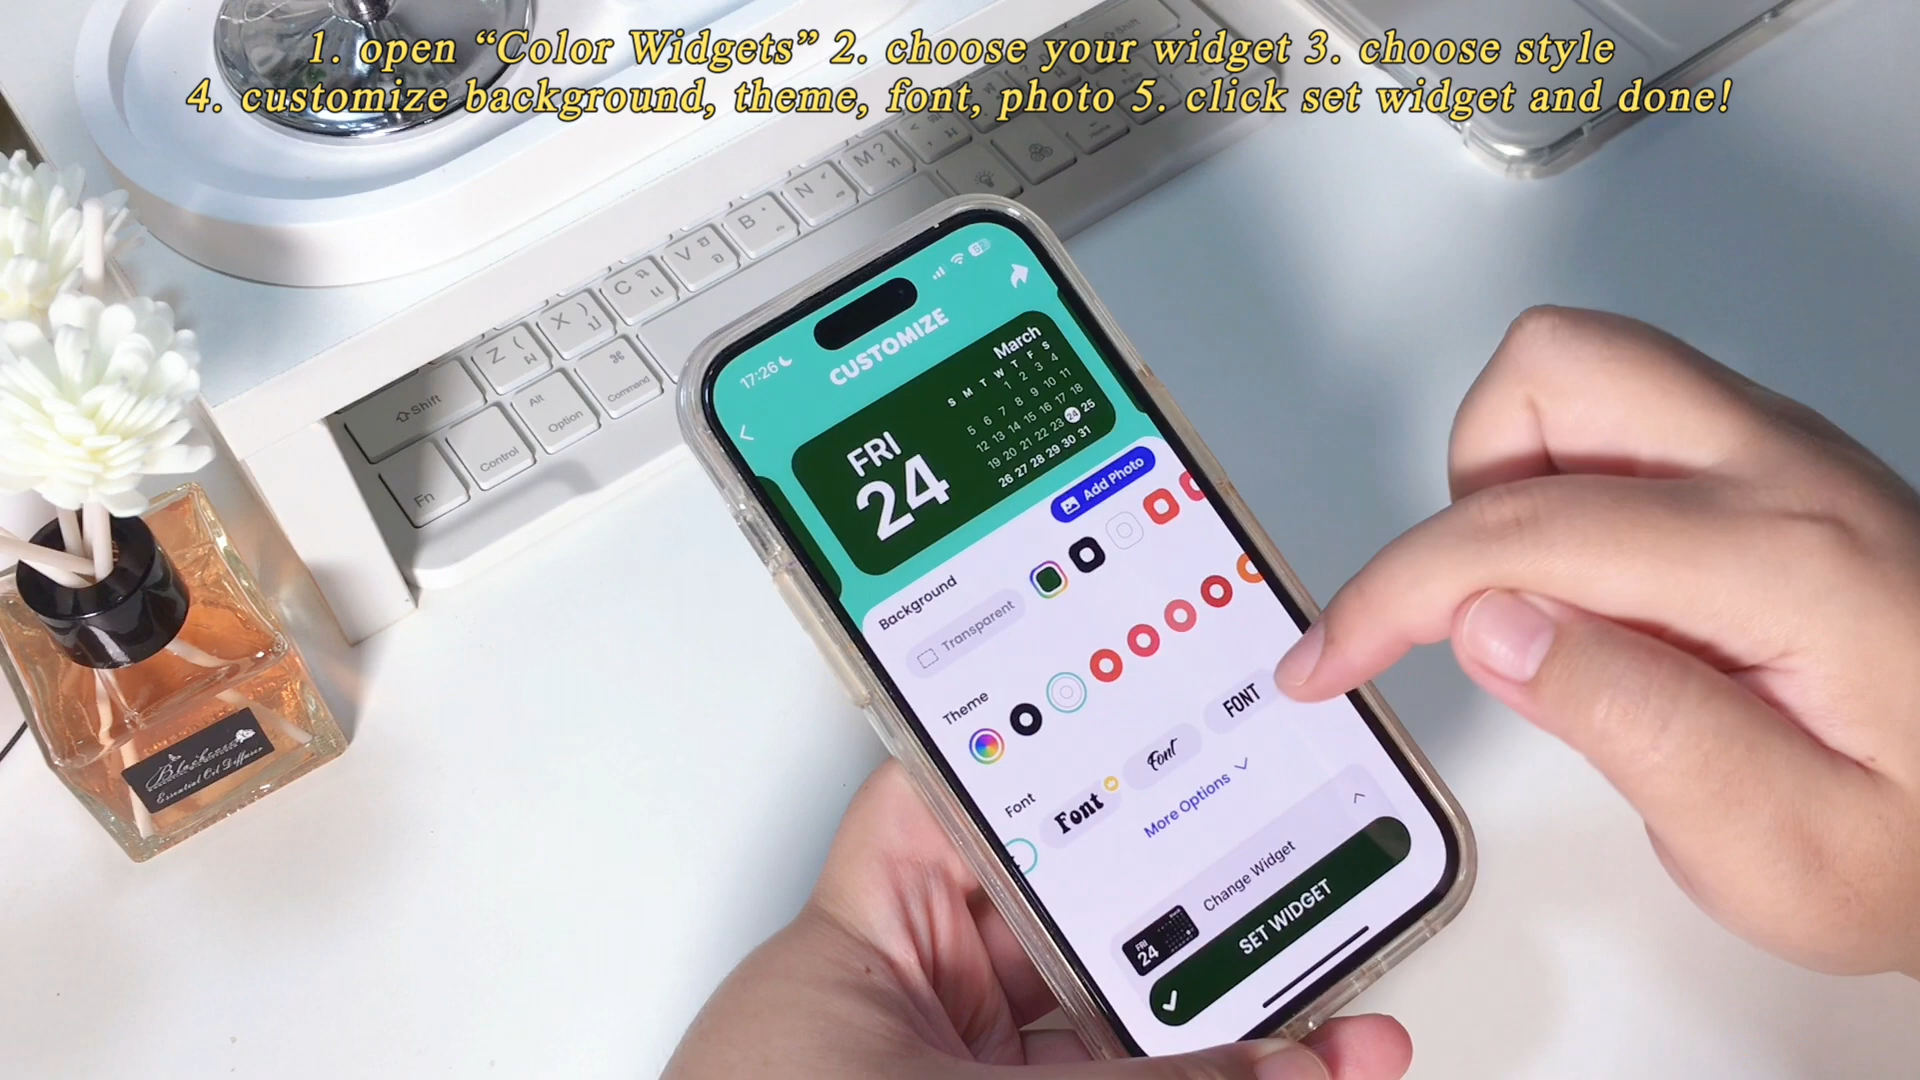 1. open “Color Widgets” 2. choose your widget 3. choose style
4. customize background, theme, font, photo 5. click set widget and done!
Shift
Z
X
C
V
B
N
M
Shift
Fn
Control
Alt
Option
⌘
Command
17:26
CUSTOMIZE
FRI
24
March
S M T W T F S
1 2 3 4
5 6 7 8 9 10 11
12 13 14 15 16 17 18
19 20 21 22 23 24 25
26 27 28 29 30 31
Add Photo
Background
Transparent
Theme
Font
Font
Font
FONT
More Options
Change Widget
FRI
24
SET WIDGET
Essential Oil Diffuser